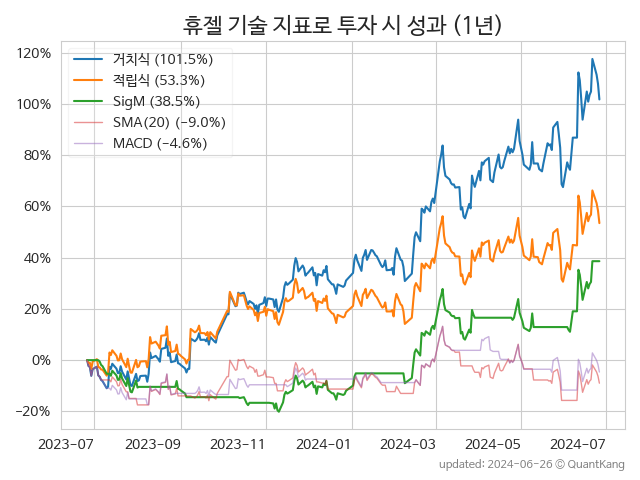 휴젤 기술 지표로 투자 시 성과 (1년)
거치식 (101.5%)
적립식 (53.3%)
SigM (38.5%)
SMA(20) (−9.0%)
MACD (−4.6%)
120%
100%
80%
60%
40%
20%
0%
−20%
2023-07 2023-09 2023-11 2024-01 2024-03 2024-05 2024-07
updated: 2024-06-26 ⓒ QuantKang